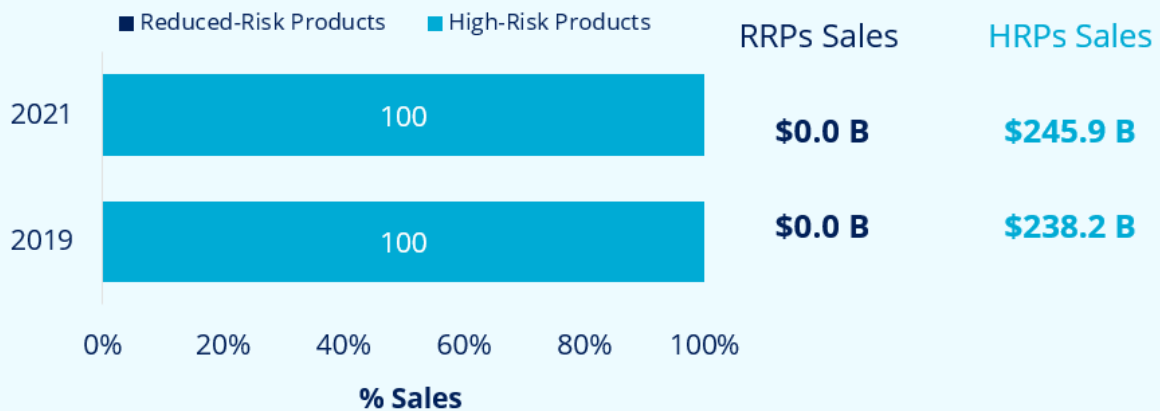 Reduced-Risk Products High-Risk Products RRPs Sales HRPs Sales
2021 100 $0.0 B $245.9 B
2019 100 $0.0 B $238.2 B
0% 20% 40% 60% 80% 100%
% Sales